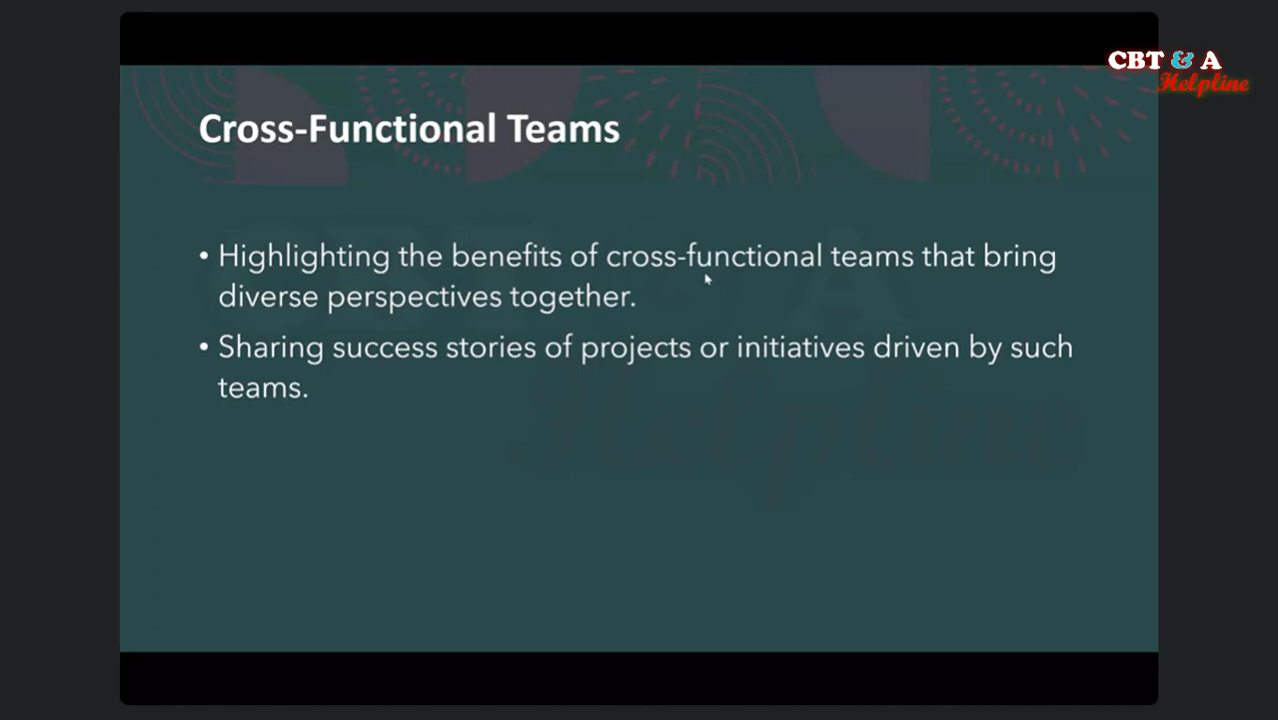 CBT & A
Helpline
Cross-Functional Teams
• Highlighting the benefits of cross-functional teams that bring
diverse perspectives together.
• Sharing success stories of projects or initiatives driven by such
teams.